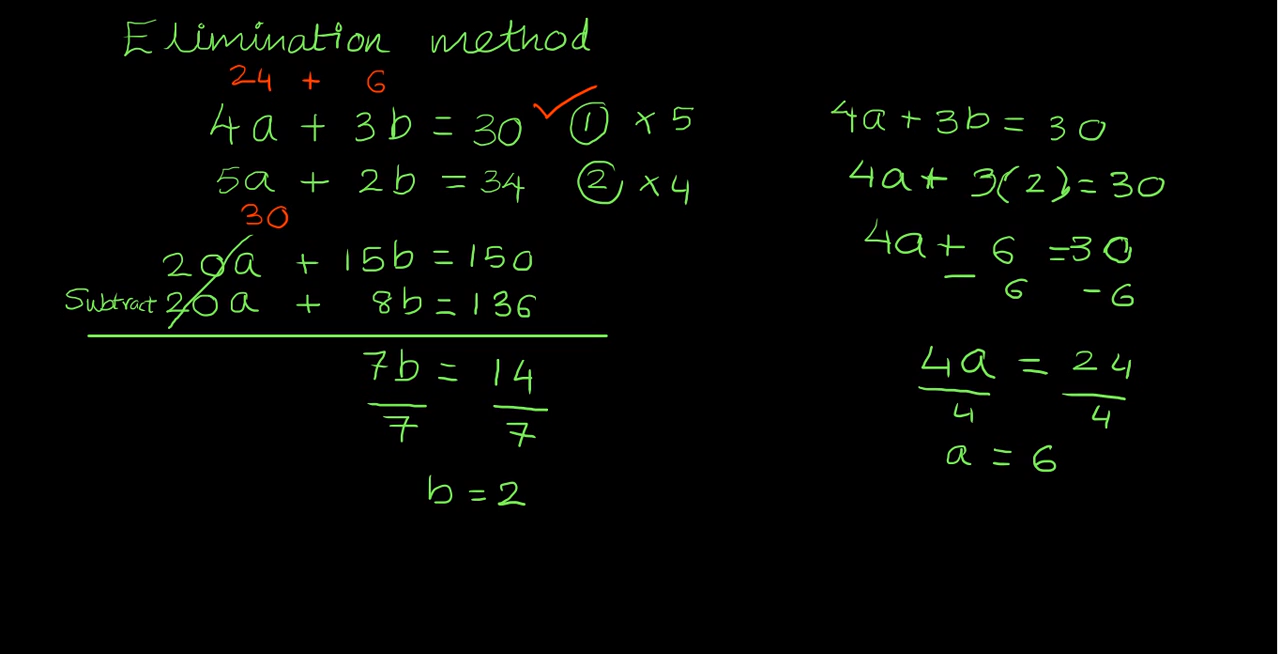 Elimination method
24 + 6
4a + 3b = 30 ✓ ① × 5
5a + 2b = 34 ② × 4
30
20a + 15b = 150
Subtract 20a + 8b = 136
7b = 14
7 7
b = 2
4a + 3b = 30
4a + 3(2) = 30
4a + 6 = 30
- 6 - 6
4a = 24
4 4
a = 6